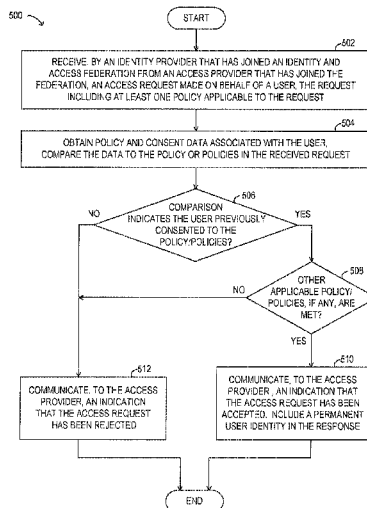 500
START
502
RECEIVE, BY AN IDENTITY PROVIDER THAT HAS JOINED AN IDENTITY AND
ACCESS FEDERATION FROM AN ACCESS PROVIDER THAT HAS JOINED THE
FEDERATION, AN ACCESS REQUEST MADE ON BEHALF OF A USER, THE REQUEST
INCLUDING AT LEAST ONE POLICY APPLICABLE TO THE REQUEST
504
OBTAIN POLICY AND CONSENT DATA ASSOCIATED WITH THE USER,
COMPARE THE DATA TO THE POLICY OR POLICIES IN THE RECEIVED REQUEST
506
NO
COMPARISON
INDICATES THE USER PREVIOUSLY
CONSENTED TO THE
POLICY/POLICIES?
YES
508
NO
OTHER
APPLICABLE POLICY/
POLICIES, IF ANY, ARE
MET?
YES
512
COMMUNICATE, TO THE ACCESS
PROVIDER, AN INDICATION
THAT THE ACCESS REQUEST
HAS BEEN REJECTED
510
COMMUNICATE, TO THE ACCESS
PROVIDER, AN INDICATION THAT
THE ACCESS REQUEST HAS BEEN
ACCEPTED. INCLUDE A PERMANENT
USER IDENTITY IN THE RESPONSE
END